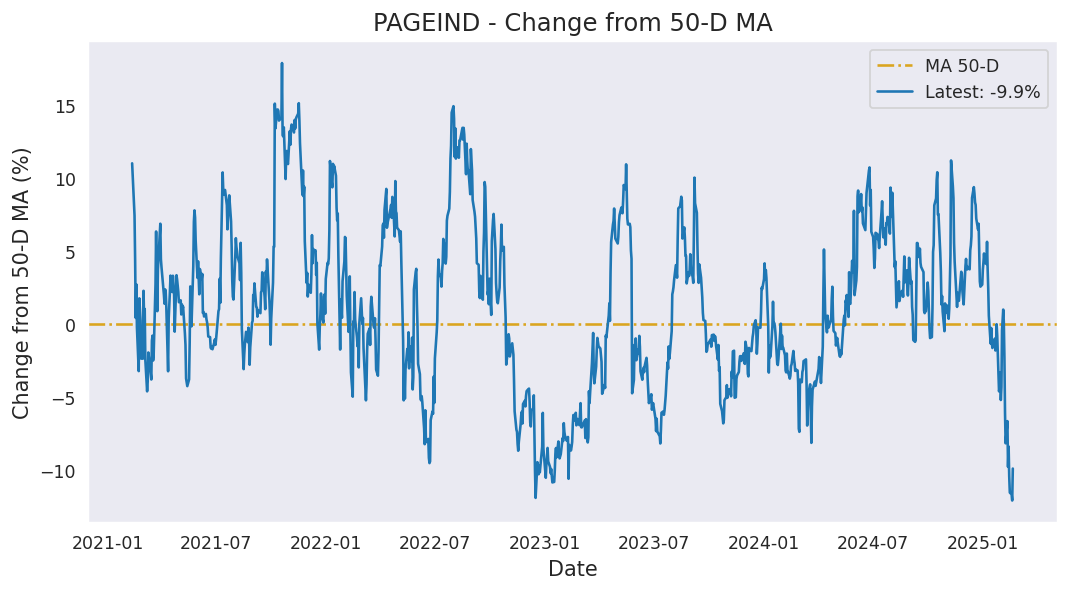 PAGEIND - Change from 50-D MA
MA 50-D
Latest: -9.9%
Change from 50-D MA (%)
15
10
5
0
−5
−10
2021-01 2021-07 2022-01 2022-07 2023-01 2023-07 2024-01 2024-07 2025-01
Date